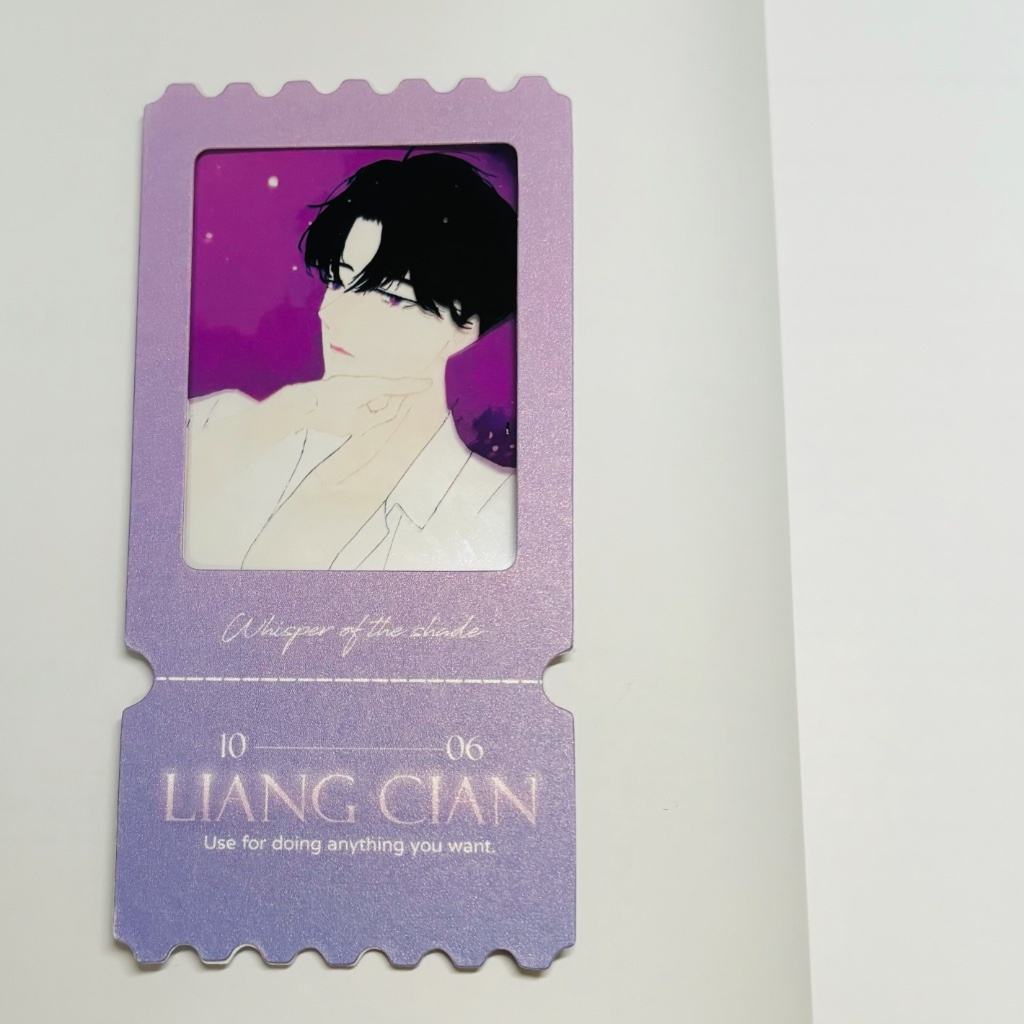 Whisper of the shade
10 06
LIANG CIAN
Use for doing anything you want.